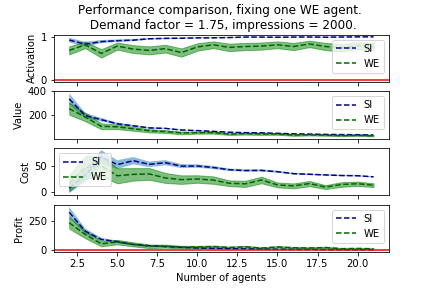 Performance comparison, fixing one WE agent.
Demand factor = 1.75, impressions = 2000.
Activation
1
0
SI
WE
Value
400
200
SI
WE
Cost
50
0
SI
WE
Profit
250
0
SI
WE
2.5 5.0 7.5 10.0 12.5 15.0 17.5 20.0
Number of agents